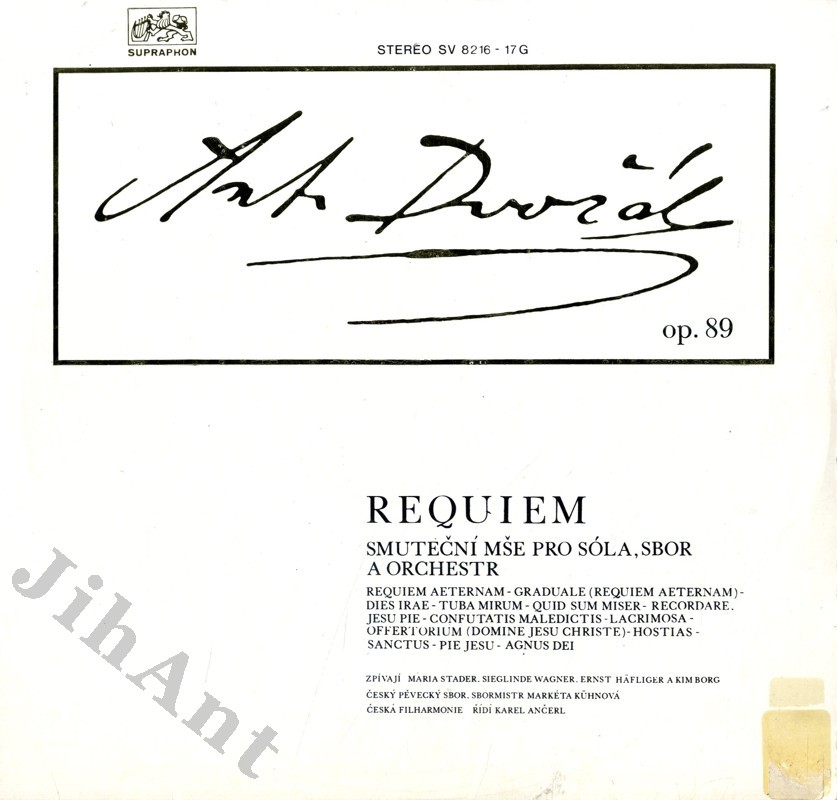 SUPRAPHON
STEREO SV 8216 - 17 G
Ant. Dvořák
op. 89
REQUIEM
SMUTEČNÍ MŠE PRO SÓLA, SBOR
A ORCHESTR
REQUIEM AETERNAM - GRADUALE (REQUIEM AETERNAM) -
DIES IRAE - TUBA MIRUM - QUID SUM MISER - RECORDARE.
JESU PIE - CONFUTATIS MALEDICTIS - LACRIMOSA -
OFFERTORIUM (DOMINE JESU CHRISTE) - HOSTIAS -
SANCTUS - PIE JESU - AGNUS DEI
ZPÍVAJÍ MARIA STADER. SIEGLINDE WAGNER. ERNST HÄFLIGER A KIM BORG
ČESKÝ PĚVECKÝ SBOR. SBORMISTR MARKÉTA KÜHNOVÁ
ČESKÁ FILHARMONIE ŘÍDÍ KAREL ANČERL
JihAnt